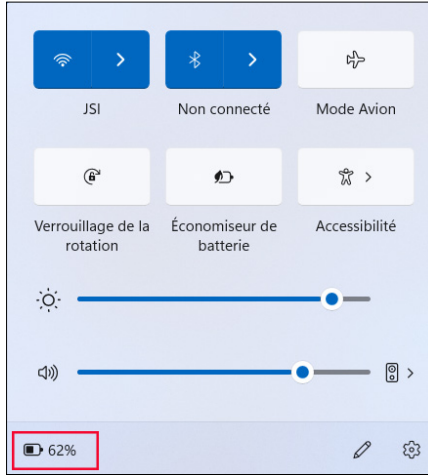 JSI
Non connecté
Mode Avion
Verrouillage de la
rotation
Économiseur de
batterie
Accessibilité
62%